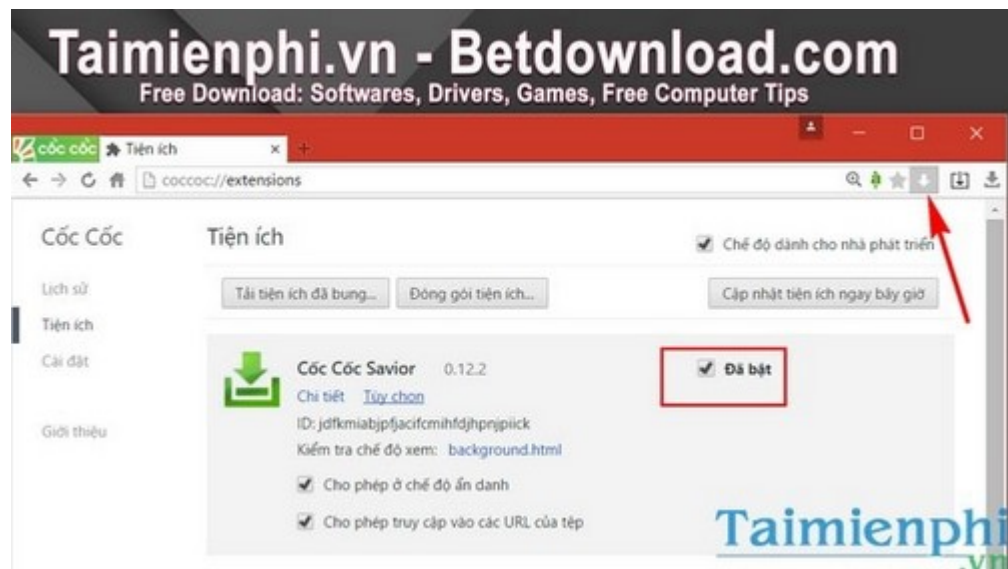 Taimienphi.vn - Betdownload.com
Free Download: Softwares, Drivers, Games, Free Computer Tips
cốc cốc Tiện ích
coccoc://extensions
Cốc Cốc Tiện ích Chế độ dành cho nhà phát triển
Lịch sử Tải tiện ích đã bung... Đóng gói tiện ích... Cập nhật tiện ích ngay bây giờ
Tiện ích
Cài đặt Cốc Cốc Savior 0.12.2 Đã bật
Chi tiết Tùy chọn
ID: jdfkmiabjpfjacifcmihfdjhpnjpiick
Giới thiệu
Kiểm tra chế độ xem: background.html
Cho phép ở chế độ ẩn danh
Cho phép truy cập vào các URL của tệp
Taimienphi
.vn